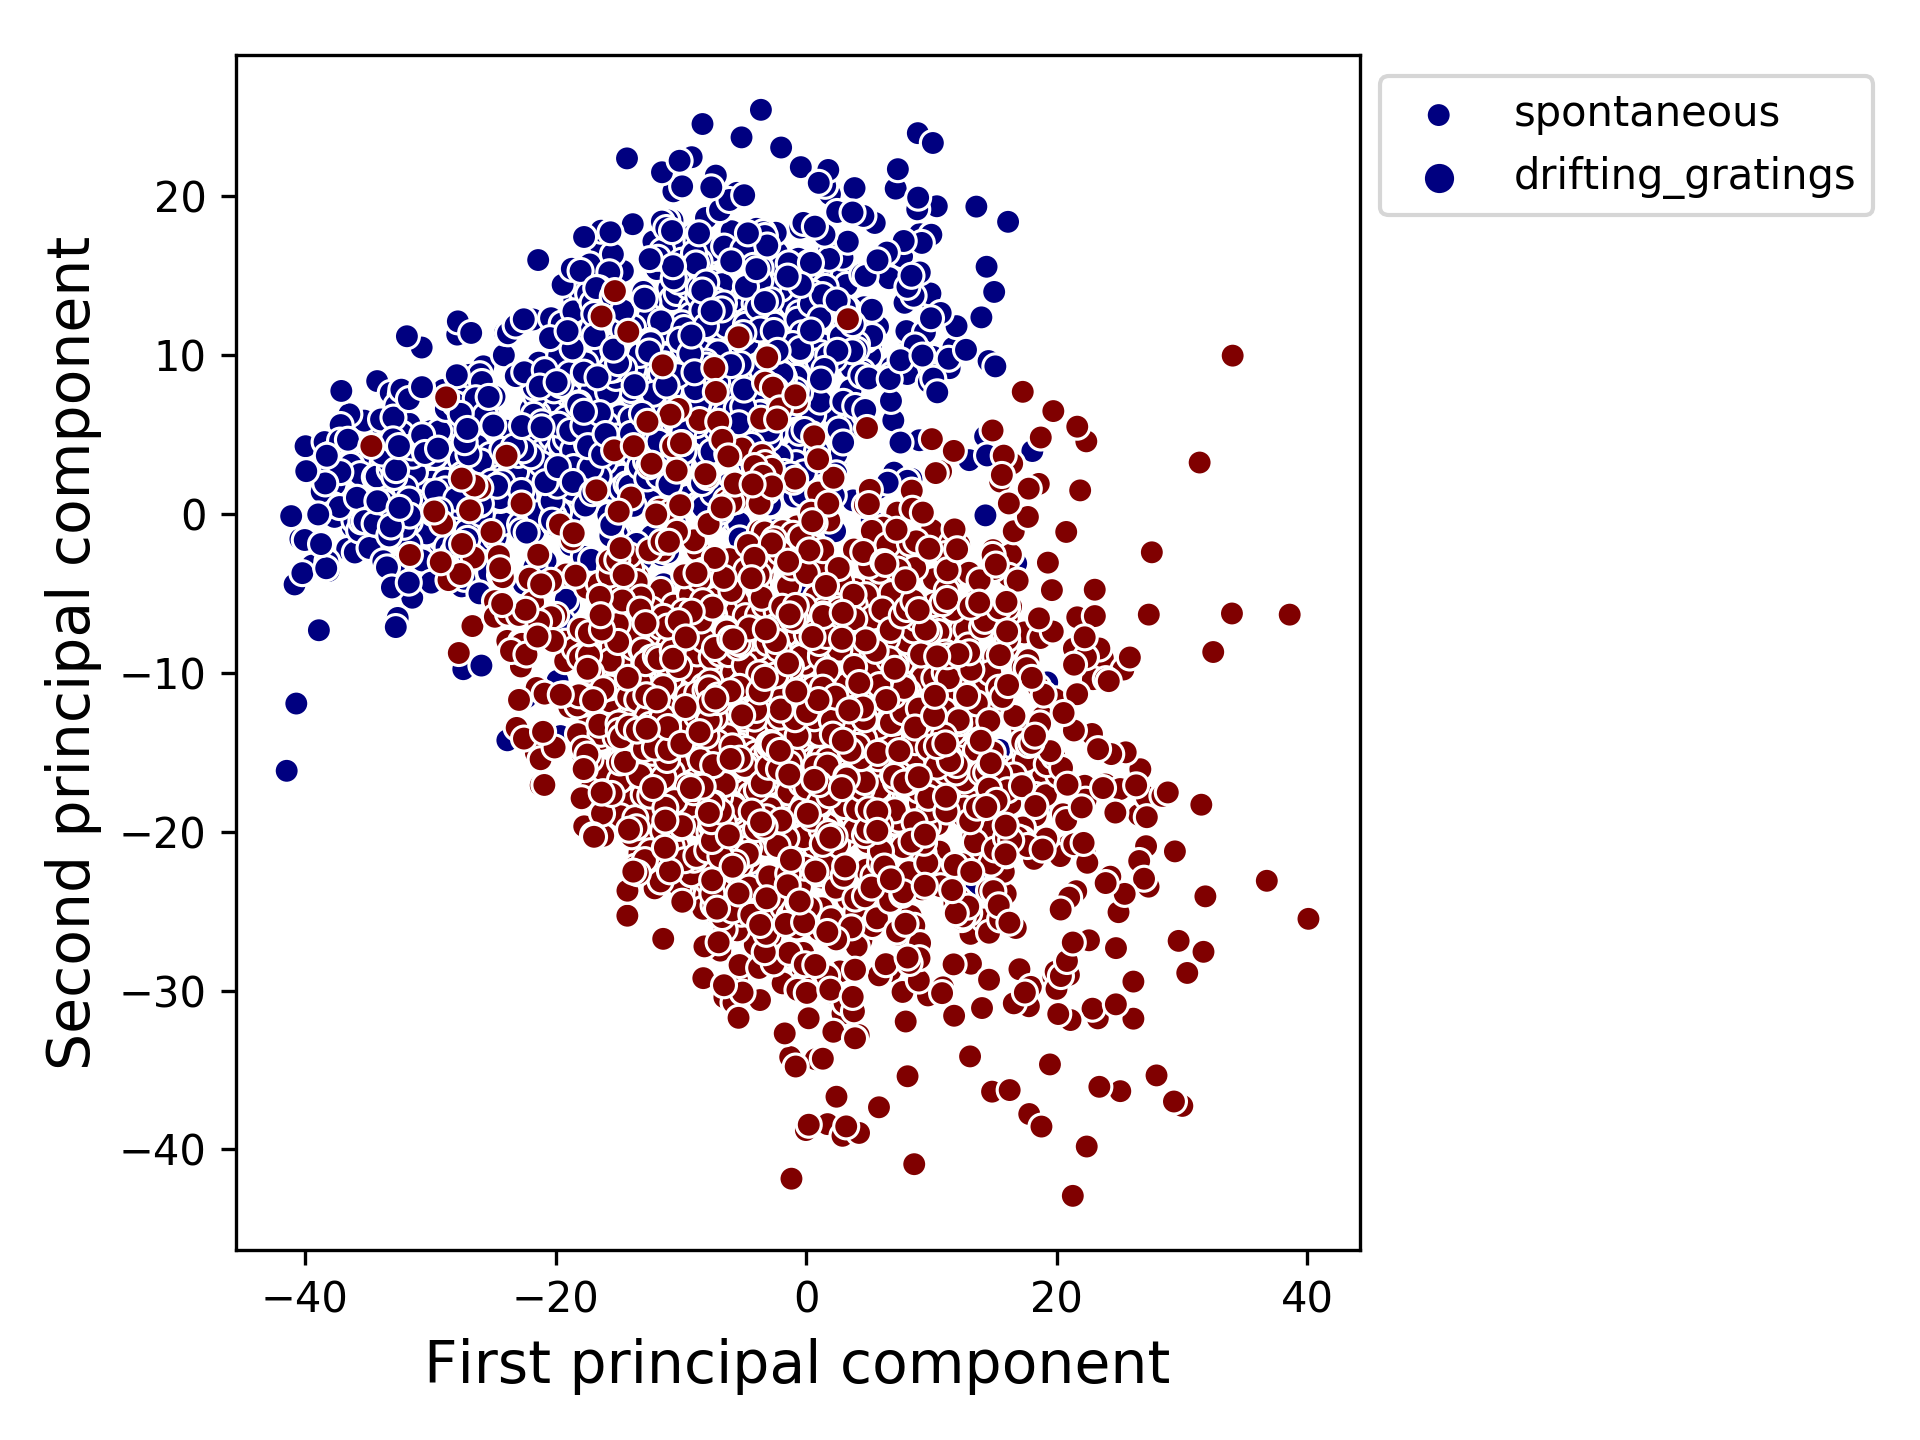 spontaneous
drifting_gratings
Second principal component
20
10
0
−10
−20
−30
−40
−40 −20 0 20 40
First principal component